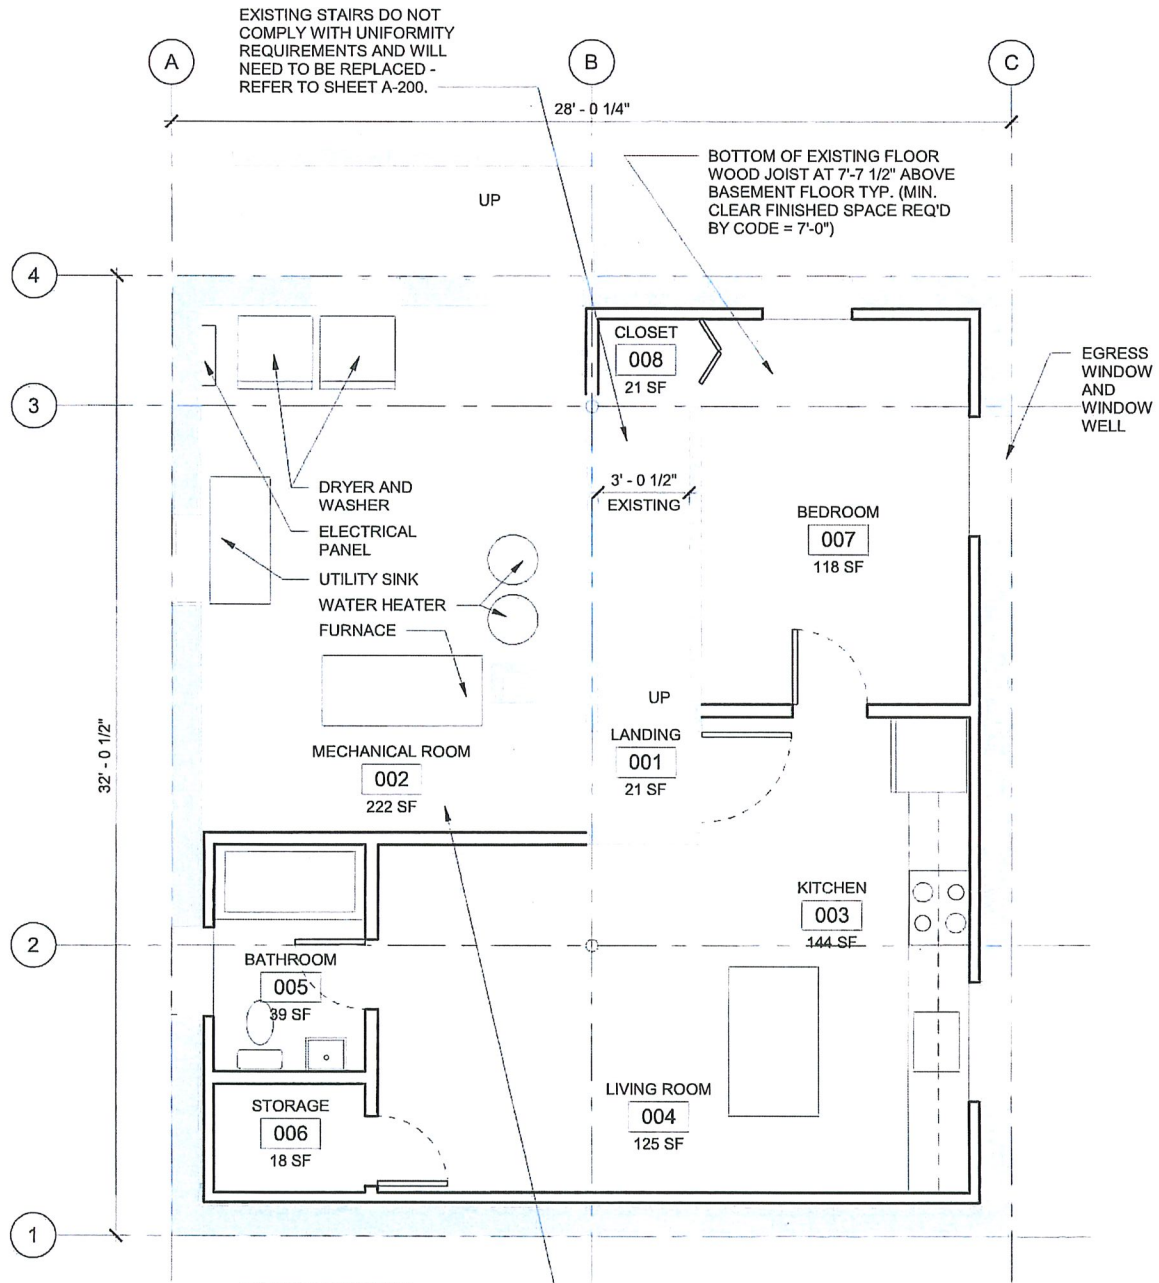 EXISTING STAIRS DO NOT
COMPLY WITH UNIFORMITY
REQUIREMENTS AND WILL
NEED TO BE REPLACED -
REFER TO SHEET A-200.
A
B
C
28' - 0 1/4"
BOTTOM OF EXISTING FLOOR
WOOD JOIST AT 7'-7 1/2" ABOVE
BASEMENT FLOOR TYP. (MIN.
CLEAR FINISHED SPACE REQ'D
BY CODE = 7'-0")
UP
4
CLOSET
008
21 SF
EGRESS
WINDOW
AND
WINDOW
WELL
3
3' - 0 1/2"
EXISTING
DRYER AND
WASHER
ELECTRICAL
PANEL
UTILITY SINK
WATER HEATER
FURNACE
BEDROOM
007
118 SF
UP
32' - 0 1/2"
MECHANICAL ROOM
002
222 SF
LANDING
001
21 SF
KITCHEN
003
144 SF
2
BATHROOM
005
39 SF
LIVING ROOM
004
125 SF
STORAGE
006
18 SF
1